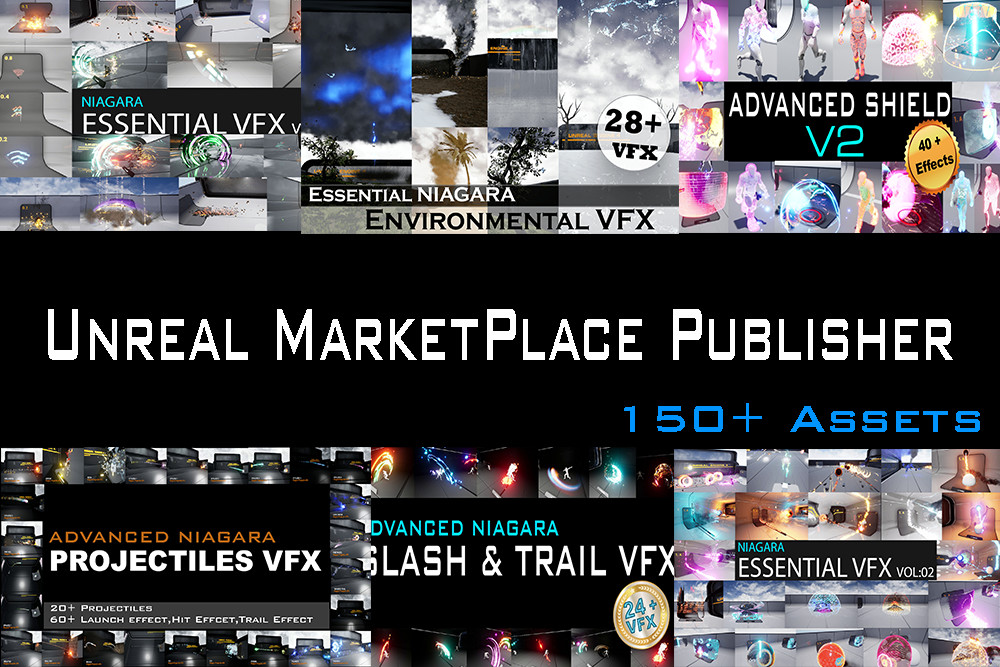 NIAGARA
ESSENTIAL VFX V
28+
VFX
ESSENTIAL NIAGARA
ENVIRONMENTAL VFX
ADVANCED SHIELD
V2
40 +
Effects
UNREAL MARKETPLACE PUBLISHER
150+ ASSETS
ADVANCED NIAGARA
PROJECTILES VFX
20+ PROJECTILES
60+ LAUNCH EFFECT,HIT EFFCET,TRAIL EFFECT
DVANCED NIAGARA
SLASH & TRAIL VFX
24+
VFX
NIAGARA
ESSENTIAL VFX VOL:02